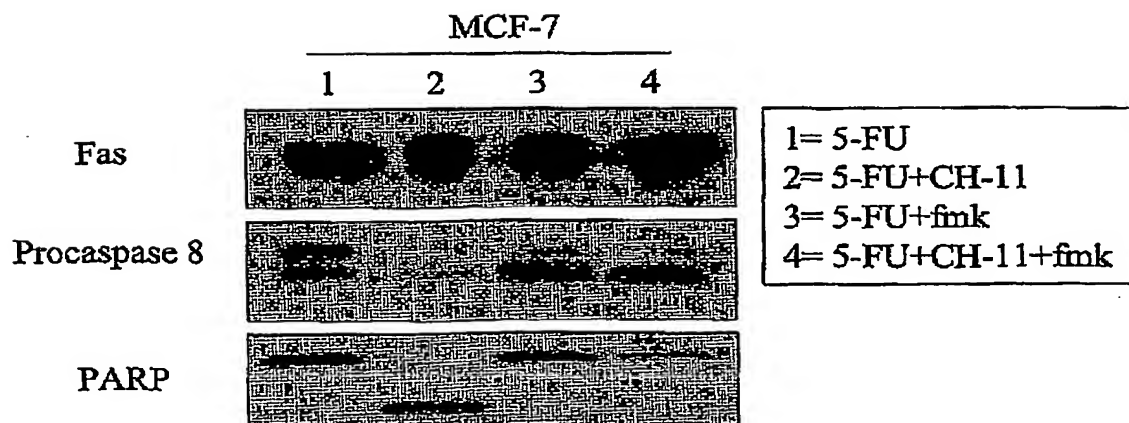 MCF-7
1 2 3 4
Fas
Procaspase 8
PARP
1= 5-FU
2= 5-FU+CH-11
3= 5-FU+fmk
4= 5-FU+CH-11+fmk